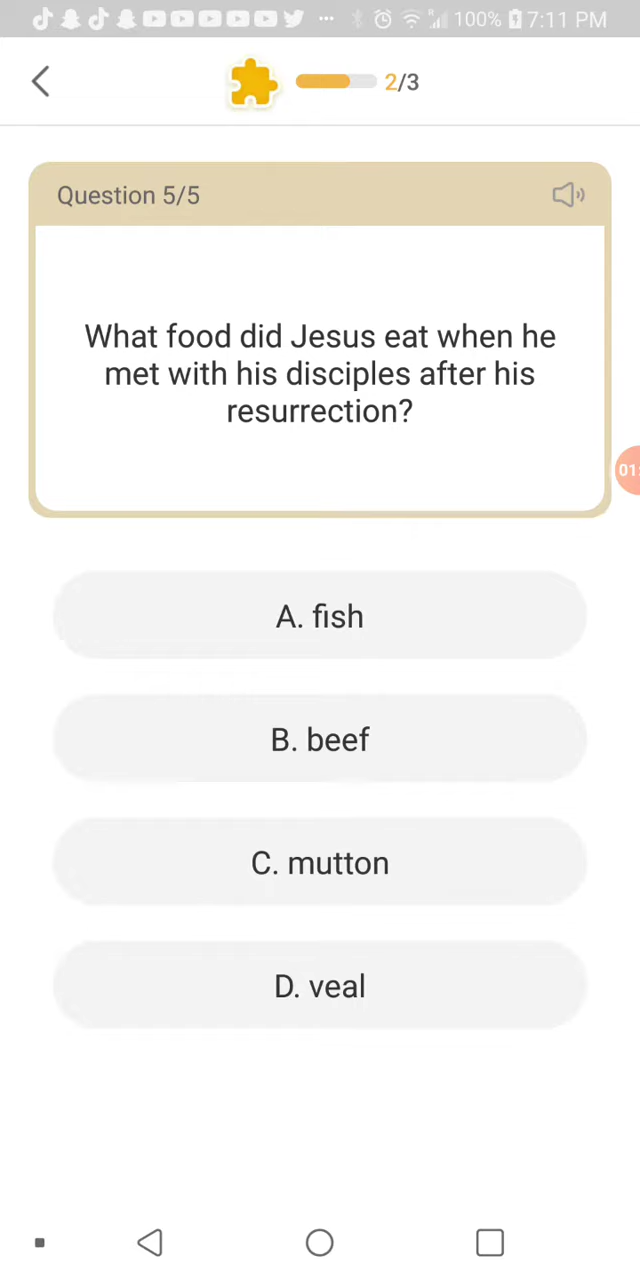 100% 7:11 PM
2/3
Question 5/5
What food did Jesus eat when he
met with his disciples after his
resurrection?
01:
A. fish
B. beef
C. mutton
D. veal